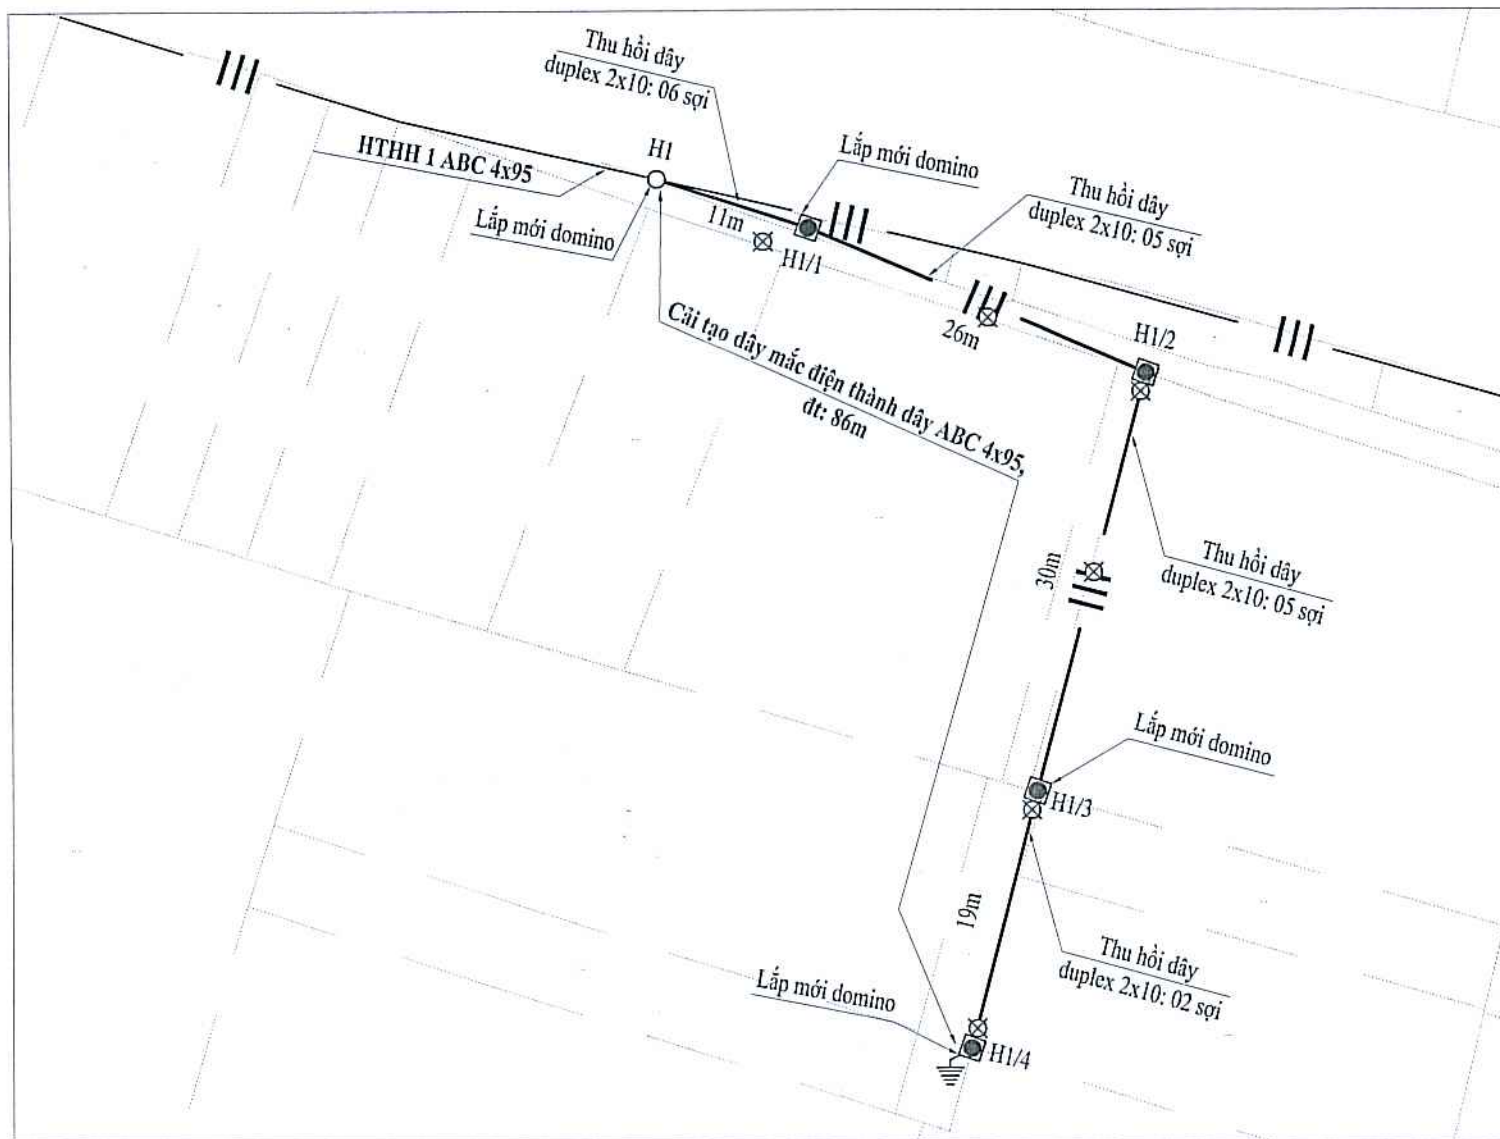 Thu hồi dây
duplex 2x10: 06 sợi
HTHH 1 ABC 4x95
H1
Lắp mới domino
Lắp mới domino
11m
H1/1
Thu hồi dây
duplex 2x10: 05 sợi
26m
H1/2
Cải tạo dây mắc điện thành dây ABC 4x95,
đt: 86m
30m
Thu hồi dây
duplex 2x10: 05 sợi
Lắp mới domino
H1/3
19m
Thu hồi dây
duplex 2x10: 02 sợi
Lắp mới domino
H1/4